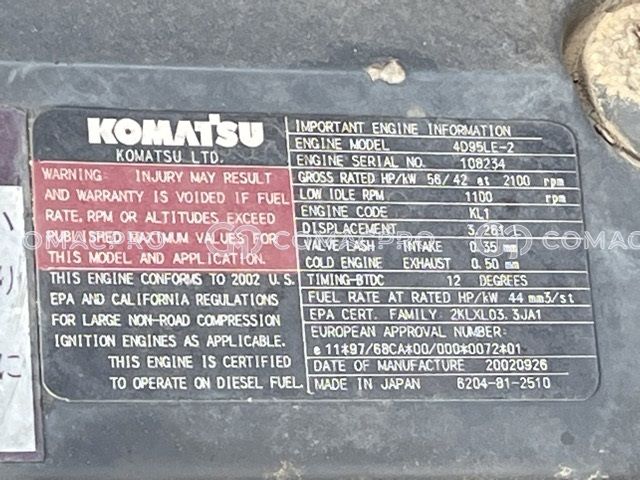 KOMATSU
KOMATSU LTD.
WARNING: INJURY MAY RESULT
AND WARRANTY IS VOIDED IF FUEL
RATE, RPM OR ALTITUDES EXCEED
PUBLISHED MAXIMUM VALUES FOR
THIS MODEL AND APPLICATION.
THIS ENGINE CONFORMS TO 2002 U.S.
EPA AND CALIFORNIA REGULATIONS
FOR LARGE NON-ROAD COMPRESSION
IGNITION ENGINES AS APPLICABLE.
THIS ENGINE IS CERTIFIED
TO OPERATE ON DIESEL FUEL.
IMPORTANT ENGINE INFORMATION
ENGINE MODEL 4D95LE-2
ENGINE SERIAL NO. 108234
GROSS RATED HP/kW 56/42 at 2100 rpm
LOW IDLE RPM 1100 rpm
ENGINE CODE KL1
DISPLACEMENT 3.261
VALVE LASH INTAKE 0.35 mm
COLD ENGINE EXHAUST 0.50 mm
TIMING-BTDC 12 DEGREES
FUEL RATE AT RATED HP/kW 44 mm3/st
EPA CERT. FAMILY: 2KLXL03.3JA1
EUROPEAN APPROVAL NUMBER:
e 11*97/68CA*00/000*0072*01
DATE OF MANUFACTURE 20020926
MADE IN JAPAN 6204-81-2510
COMACPRO
COMACPRO